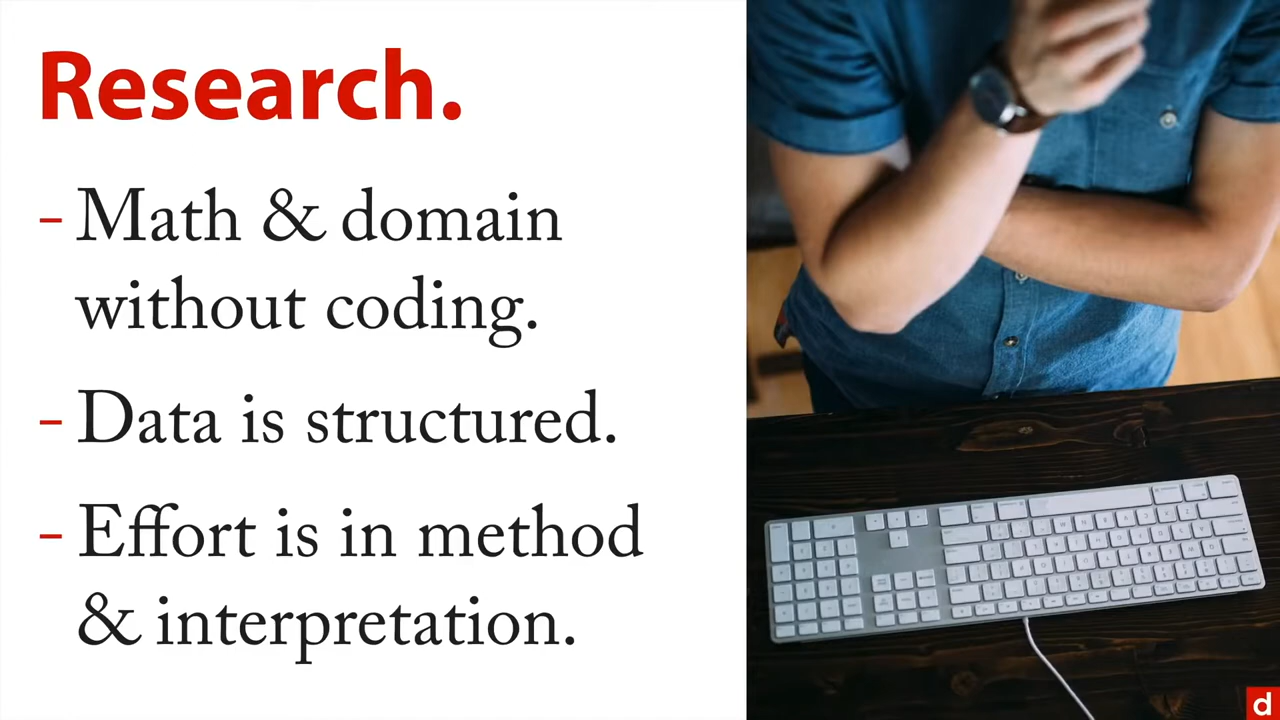 Research.
- Math & domain
without coding.
- Data is structured.
- Effort is in method
& interpretation.
d